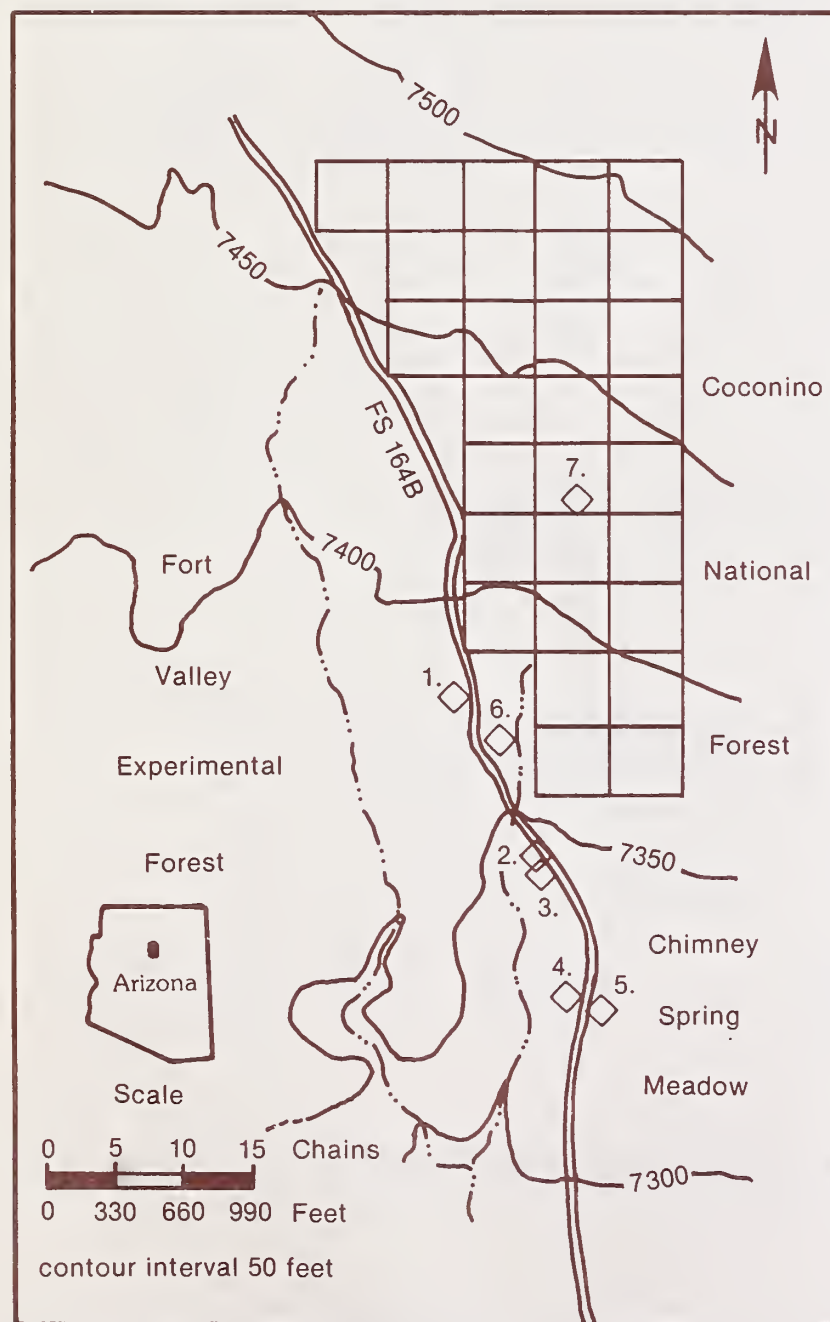 7500
N
7450
Coconino
FS 164B
7.
7400
Fort
National
Valley
1.
6.
Forest
Experimental
7350
Forest
2.
3.
Chimney
Arizona
4.
5.
Spring
Scale
Meadow
0 5 10 15 Chains
7300
0 330 660 990 Feet
contour interval 50 feet